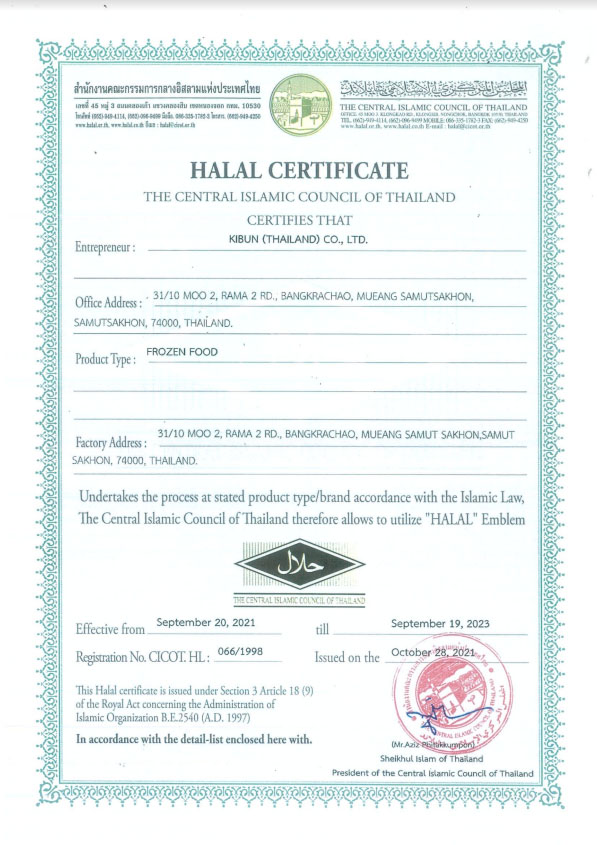 สำนักงานคณะกรรมการกลางอิสลามแห่งประเทศไทย
เลขที่ 45 หมู่ 3 ถนนคลองเก้า แขวงคลองสิบ เขตหนองจอก กทม. 10530
โทรศัพท์ (662)-949-4114, (662)-096-9499 มือถือ. 086-335-1782-3 โทรสาร. (662)-949-4250
www.halal.or.th, www.halal.co.th อีเมล : halal@cicot.or.th
THE CENTRAL ISLAMIC COUNCIL OF THAILAND
OFFICE 45 MOO 3 KLONGKAO RD., KLONGSIB, NONGCHOK, BANGKOK 10530 THAILAND
TEL. (662)-949-4114, (662)-096-9499 MOBILE: 086-335-1782-3 FAX: (662)-949-4250
www.halal.or.th, www.halal.co.th E-mail : halal@cicot.or.th
HALAL CERTIFICATE
THE CENTRAL ISLAMIC COUNCIL OF THAILAND
CERTIFIES THAT
Entrepreneur : KIBUN (THAILAND) CO., LTD.
Office Address : 31/10 MOO 2, RAMA 2 RD., BANGKRACHAO, MUEANG SAMUTSAKHON,
SAMUTSAKHON, 74000, THAILAND.
Product Type : FROZEN FOOD
Factory Address : 31/10 MOO 2, RAMA 2 RD., BANGKRACHAO, MUEANG SAMUT SAKHON,SAMUT
SAKHON, 74000, THAILAND.
Undertakes the process at stated product type/brand accordance with the Islamic Law,
The Central Islamic Council of Thailand therefore allows to utilize "HALAL" Emblem
حلال
THE CENTRAL ISLAMIC COUNCIL OF THAILAND
Effective from September 20, 2021 till September 19, 2023
Registration No. CICOT. HL : 066/1998 Issued on the October 28, 2021
This Halal certificate is issued under Section 3 Article 18 (9)
of the Royal Act concerning the Administration of
Islamic Organization B.E.2540 (A.D. 1997)
In accordance with the detail-list enclosed here with.
(Mr.Aziz Phitakkumpon)
Sheikhul Islam of Thailand
President of the Central Islamic Council of Thailand